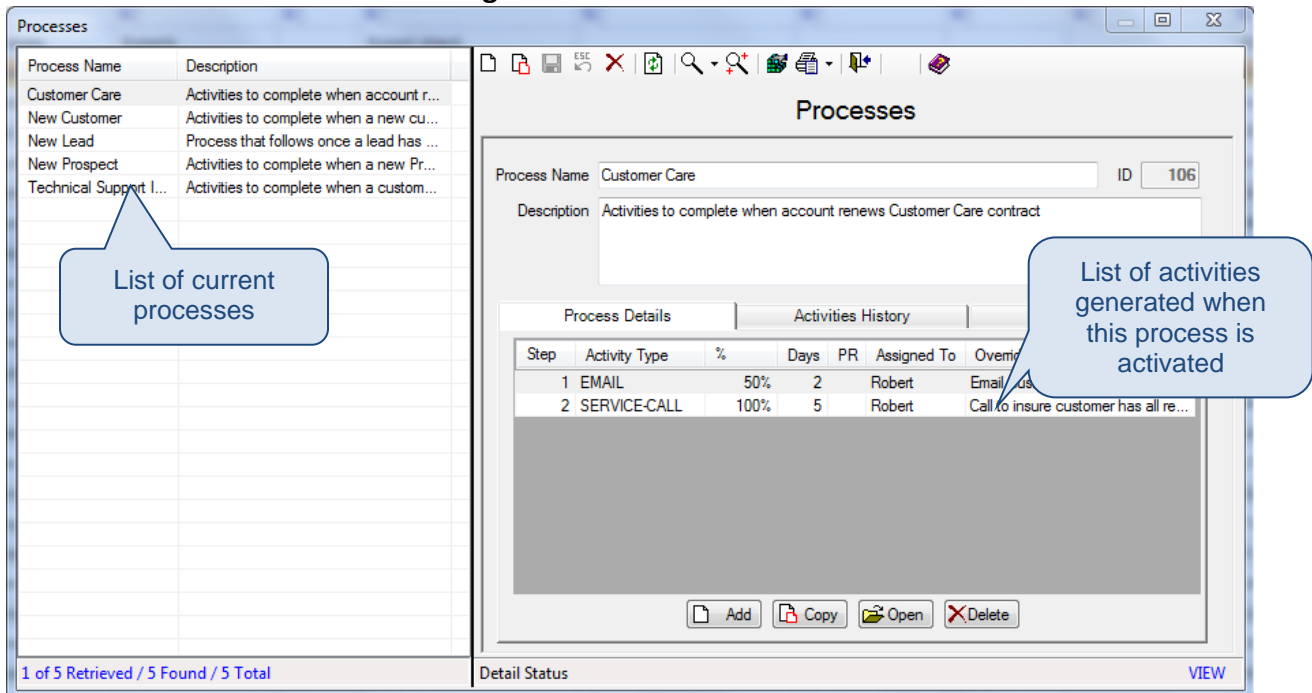 Processes
Process Name Description
Customer Care Activities to complete when account r...
New Customer Activities to complete when a new cu...
New Lead Process that follows once a lead has ...
New Prospect Activities to complete when a new Pr...
Technical Support I... Activities to complete when a custom...
List of current
processes
1 of 5 Retrieved / 5 Found / 5 Total
ESC
Processes
Process Name Customer Care ID 106
Description Activities to complete when account renews Customer Care contract
List of activities
generated when
this process is
activated
Process Details Activities History
Step Activity Type % Days PR Assigned To
1 EMAIL 50% 2 Robert Email
2 SERVICE-CALL 100% 5 Robert Call to insure customer has all re...
Add Copy Open Delete
Detail Status VIEW